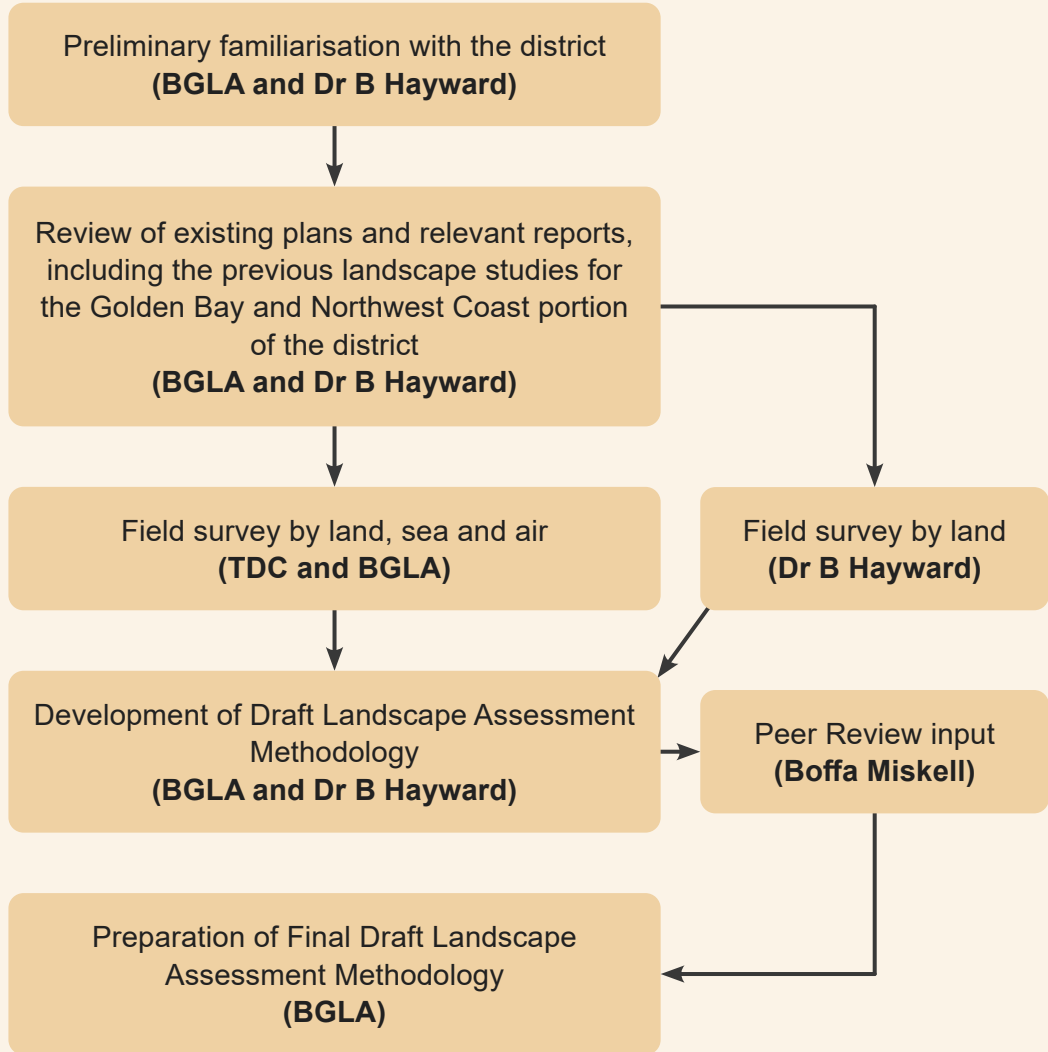 Preliminary familiarisation with the district
(BGLA and Dr B Hayward)
Review of existing plans and relevant reports,
including the previous landscape studies for
the Golden Bay and Northwest Coast portion
of the district
(BGLA and Dr B Hayward)
Field survey by land, sea and air
(TDC and BGLA)
Field survey by land
(Dr B Hayward)
Development of Draft Landscape Assessment
Methodology
(BGLA and Dr B Hayward)
Peer Review input
(Boffa Miskell)
Preparation of Final Draft Landscape
Assessment Methodology
(BGLA)